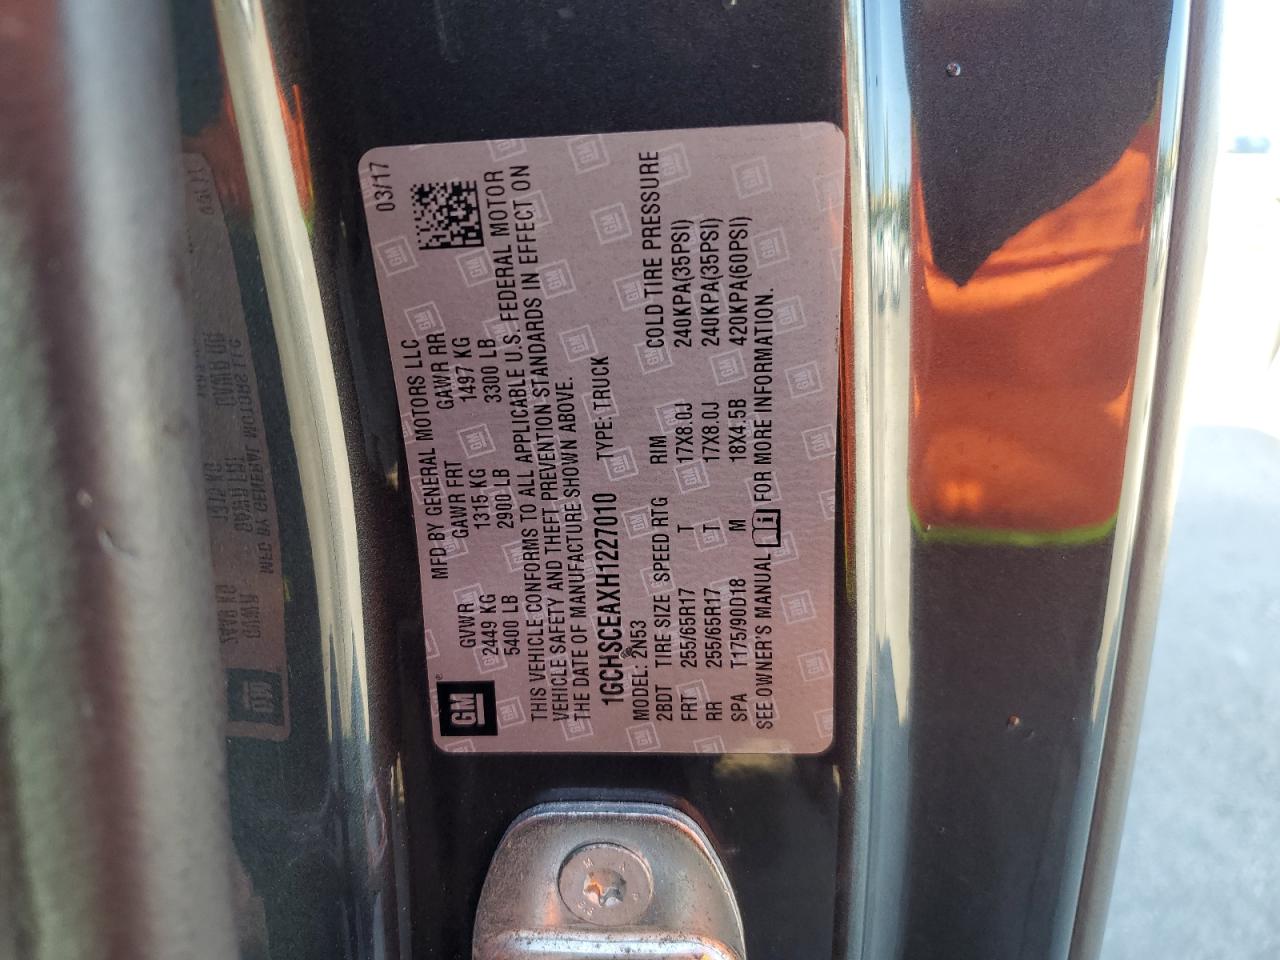 03/17
MFD BY GENERAL MOTORS LLC
GVWR GAWR FRT GAWR RR
2449 KG 1315 KG 1497 KG
5400 LB 2900 LB 3300 LB
GM
THIS VEHICLE CONFORMS TO ALL APPLICABLE U.S. FEDERAL MOTOR
VEHICLE SAFETY AND THEFT PREVENTION STANDARDS IN EFFECT ON
THE DATE OF MANUFACTURE SHOWN ABOVE.
1GCHSCEAXH1227010 TYPE: TRUCK
MODEL: 2N53
2BDT TIRE SIZE SPEED RTG RIM COLD TIRE PRESSURE
FRT 255/65R17 T 17X8.0J 240KPA(35PSI)
RR 255/65R17 T 17X8.0J 240KPA(35PSI)
SPA T175/90D18 M 18X4.5B 420KPA(60PSI)
SEE OWNER'S MANUAL i FOR MORE INFORMATION.